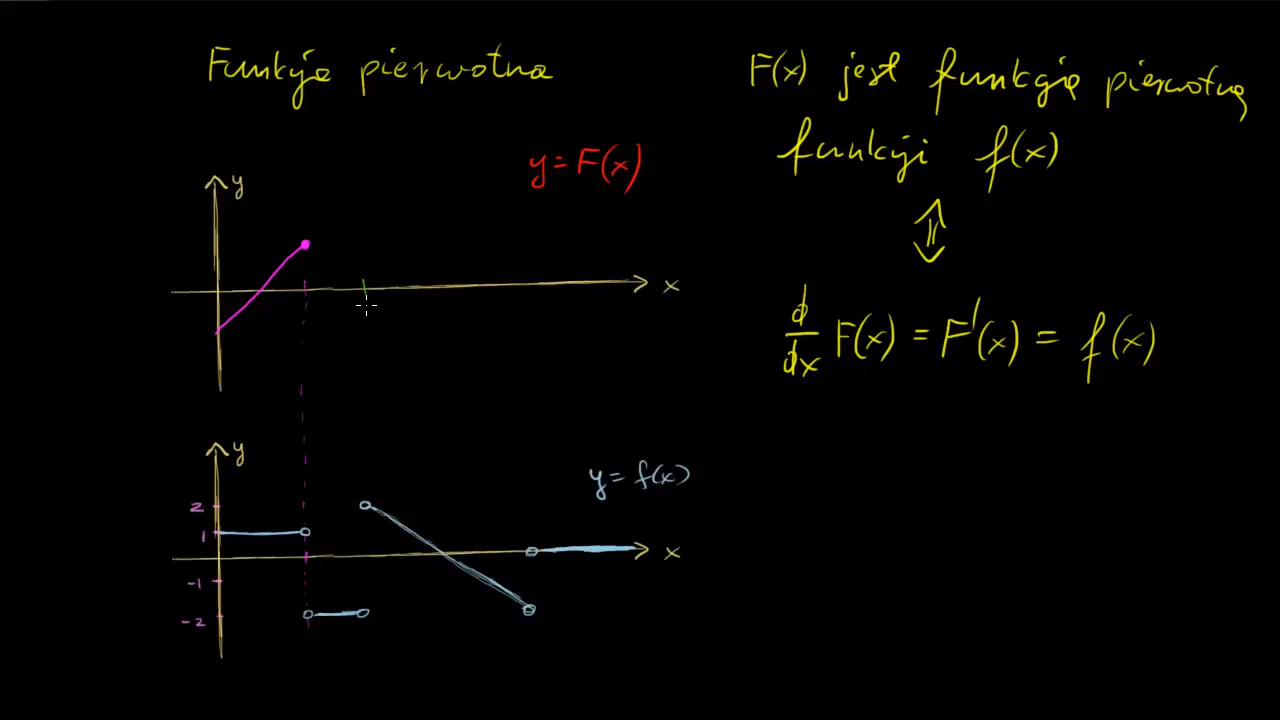 Funkcja pierwotna
F(x) jest funkcją pierwotną
funkcji f(x)
⇕
d/dx F(x) = F'(x) = f(x)
y = F(x)
y
x
y = f(x)
y
2
1
x
-1
-2